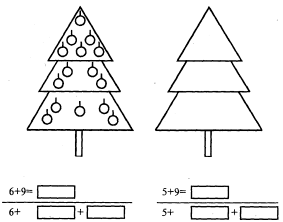 6+9=
6+ +
5+9=
5+ +